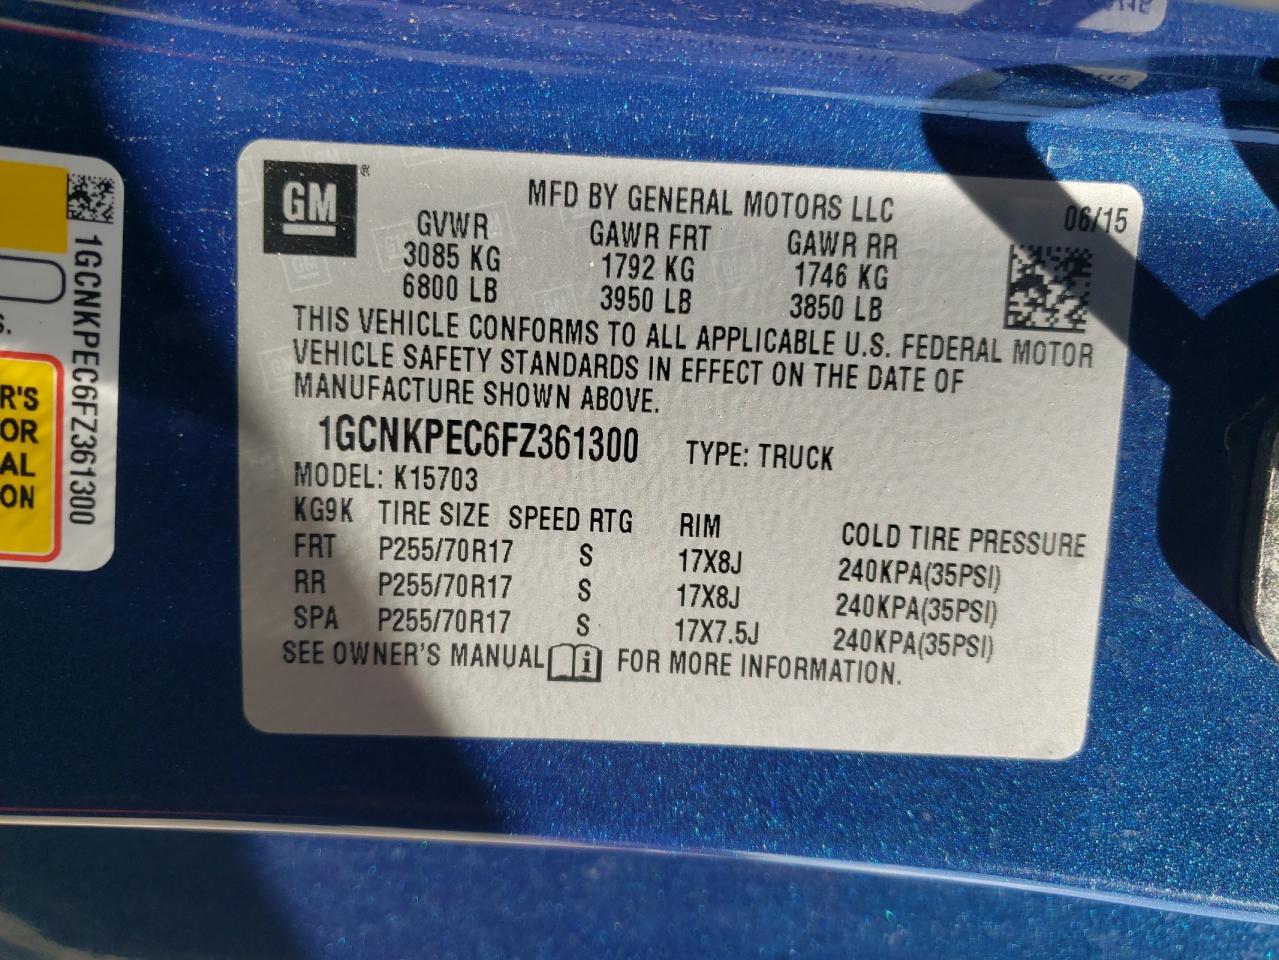 GM
®
MFD BY GENERAL MOTORS LLC
06/15
GVWR GAWR FRT GAWR RR
3085 KG 1792 KG 1746 KG
6800 LB 3950 LB 3850 LB
THIS VEHICLE CONFORMS TO ALL APPLICABLE U.S. FEDERAL MOTOR
VEHICLE SAFETY STANDARDS IN EFFECT ON THE DATE OF
MANUFACTURE SHOWN ABOVE.
1GCNKPEC6FZ361300 TYPE: TRUCK
MODEL: K15703
KG9K TIRE SIZE SPEED RTG RIM COLD TIRE PRESSURE
FRT P255/70R17 S 17X8J 240KPA(35PSI)
RR P255/70R17 S 17X8J 240KPA(35PSI)
SPA P255/70R17 S 17X7.5J 240KPA(35PSI)
SEE OWNER'S MANUAL i FOR MORE INFORMATION.
1GCNKPEC6FZ361300
S.
R'S
OR
AL
ON